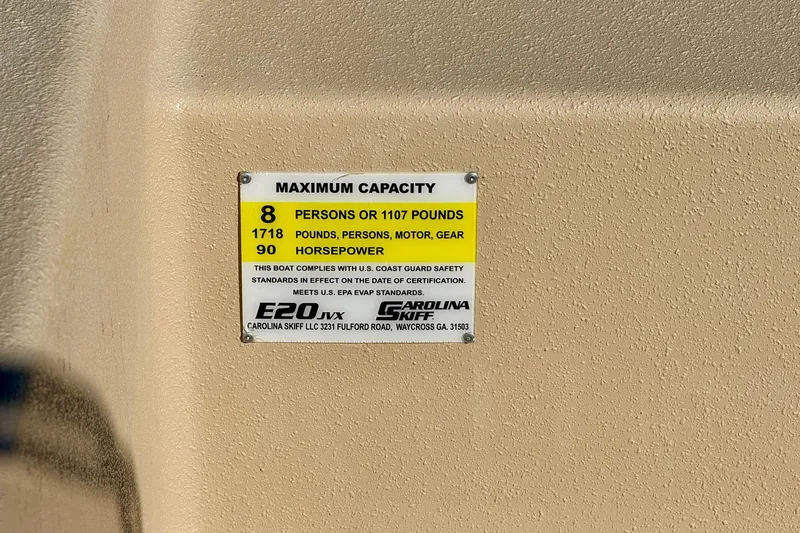 MAXIMUM CAPACITY
8 PERSONS OR 1107 POUNDS
1718 POUNDS, PERSONS, MOTOR, GEAR
90 HORSEPOWER
THIS BOAT COMPLIES WITH U.S. COAST GUARD SAFETY
STANDARDS IN EFFECT ON THE DATE OF CERTIFICATION.
MEETS U.S. EPA EVAP STANDARDS.
E20 JVX CAROLINA SKIFF
CAROLINA SKIFF LLC 3231 FULFORD ROAD, WAYCROSS GA. 31503